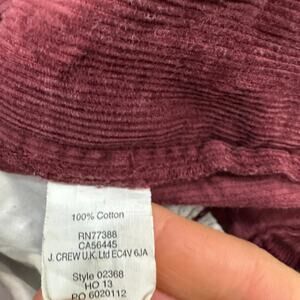 100% Cotton
RN77388
CA56445
J. CREW U.K. Ltd EC4V 6JA
Style 02368
HO 13
PO 6020112